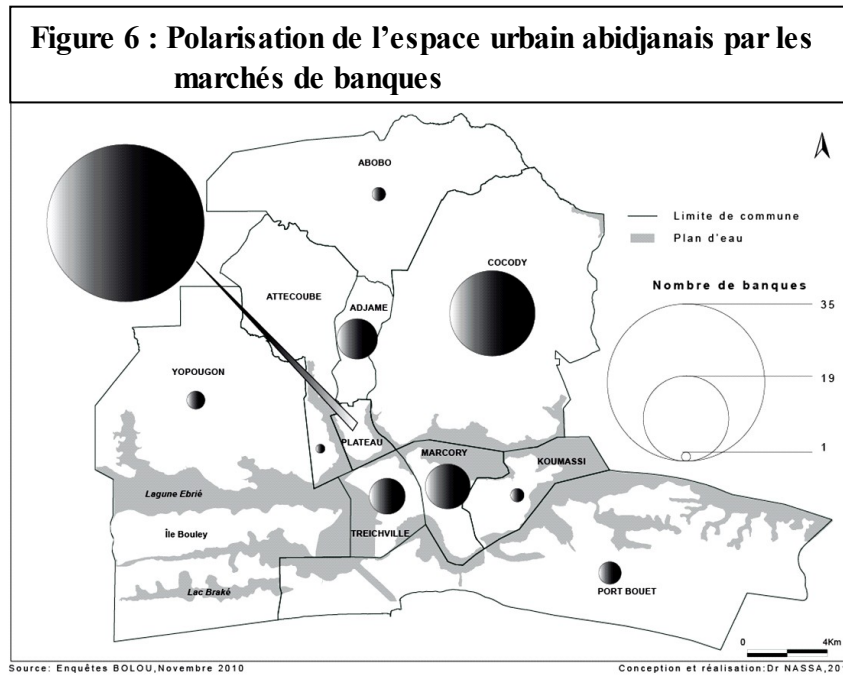 Figure 6 : Polarisation de l’espace urbain abidjanais par les
marchés de banques
ABOBO
Limite de commune
Plan d'eau
COCODY
Nombre de banques
ATTECOUBE
ADJAME
35
YOPOUGON
19
PLATEAU
MARCORY
1
KOUMASSI
Lagune Ebrié
Île Bouley
TREICHVILLE
Lac Braké
PORT BOUET
0 4Km
Source: Enquêtes BOLOU,Novembre 2010
Conception et réalisation:Dr NASSA,